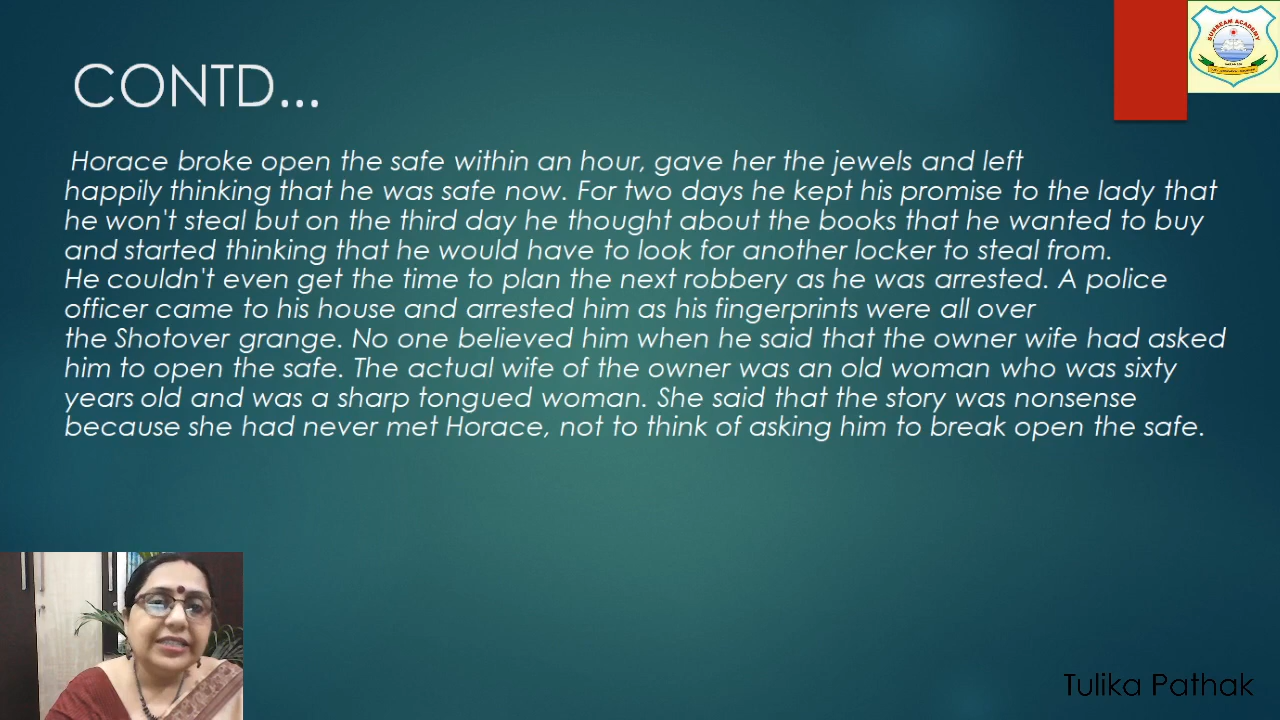 CONTD...
SUNBEAM ACADEMY
Horace broke open the safe within an hour, gave her the jewels and left
happily thinking that he was safe now. For two days he kept his promise to the lady that
he won't steal but on the third day he thought about the books that he wanted to buy
and started thinking that he would have to look for another locker to steal from.
He couldn't even get the time to plan the next robbery as he was arrested. A police
officer came to his house and arrested him as his fingerprints were all over
the Shotover grange. No one believed him when he said that the owner wife had asked
him to open the safe. The actual wife of the owner was an old woman who was sixty
years old and was a sharp tongued woman. She said that the story was nonsense
because she had never met Horace, not to think of asking him to break open the safe.
Tulika Pathak